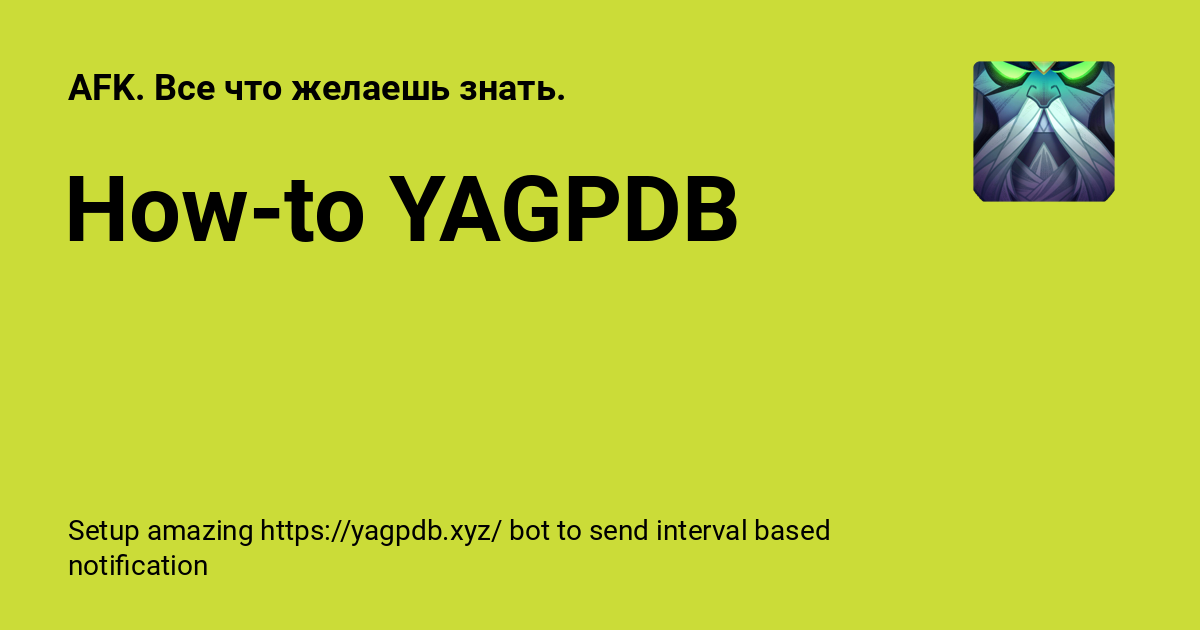 AFK. Все что желаешь знать.
How-to YAGPDB
Setup amazing https://yagpdb.xyz/ bot to send interval based
notification